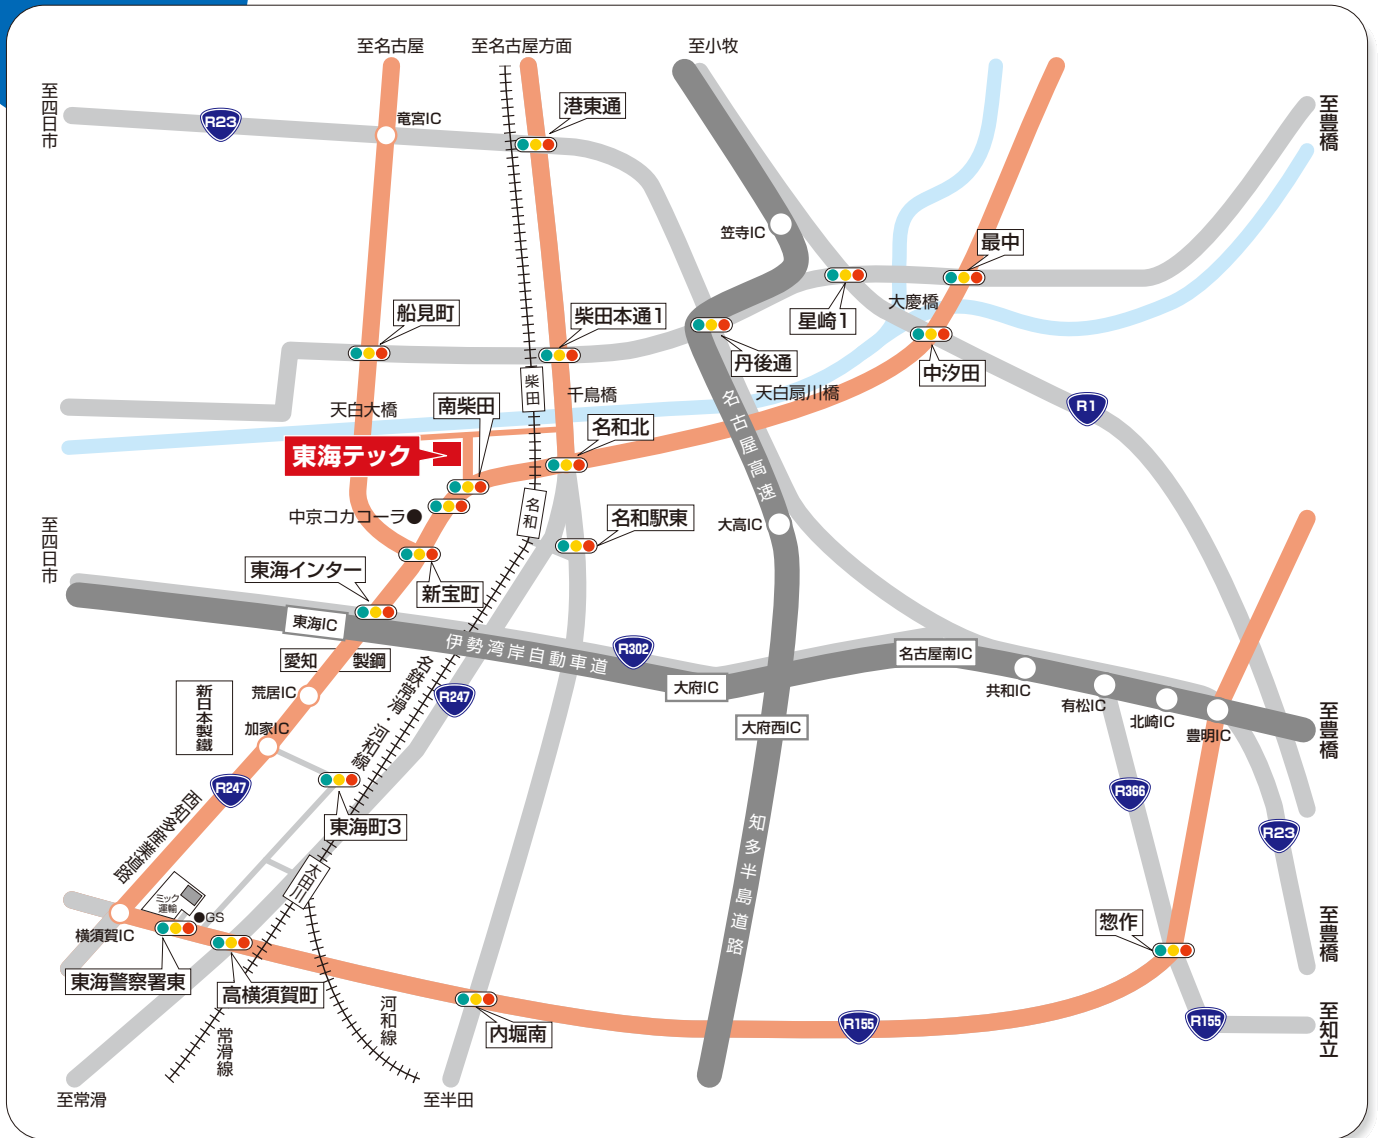 至名古屋
至名古屋方面
至小牧
至四日市
R23
竜宮IC
港東通
至豊橋
笠寺IC
最中
船見町
柴田本通1
星崎1
大慶橋
丹後通
中汐田
柴田
千鳥橋
天白大橋
南柴田
名和北
天白扇川橋
R1
東海テック
名古屋高速
中京コカコーラ
名和
名和駅東
大高IC
至四日市
東海インター
新宝町
東海IC
伊勢湾岸自動車道
R302
名古屋南IC
愛知 製鋼
名鉄常滑・河和線
R247
大府IC
共和IC
有松IC
北崎IC
豊明IC
至豊橋
荒居IC
新日本製鐵
加家IC
大府西IC
R247
東海町3
R366
R23
西知多産業道路
知多半島道路
太田川
ミック
運輸
GS
横須賀IC
惣作
至豊橋
東海警察署東
高横須賀町
内堀南
河和線
常滑線
R155
R155
至知立
至常滑
至半田